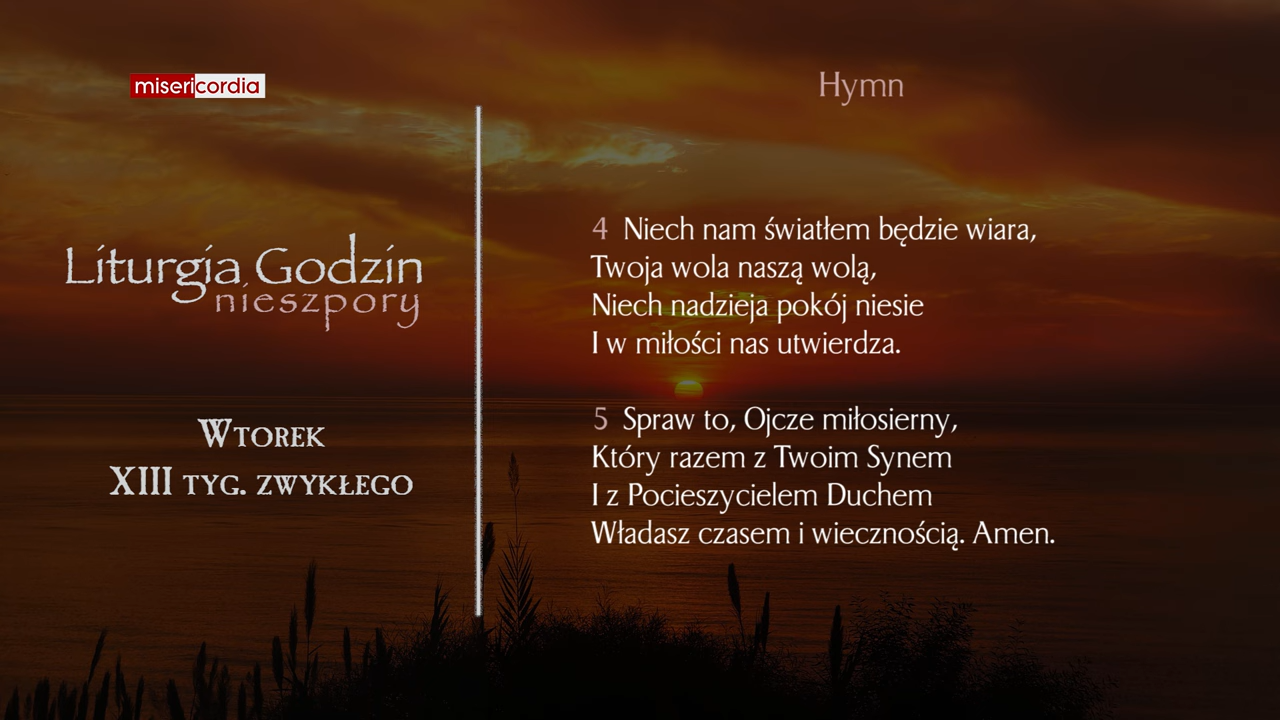 misericordia
Liturgia Godzin
nieszpory
Wtorek
XIII tyg. zwykłego
Hymn
4 Niech nam światłem będzie wiara,
Twoja wola naszą wolą,
Niech nadzieja pokój niesie
I w miłości nas utwierdza.
5 Spraw to, Ojcze miłosierny,
Który razem z Twoim Synem
I z Pocieszycielem Duchem
Władasz czasem i wiecznością. Amen.